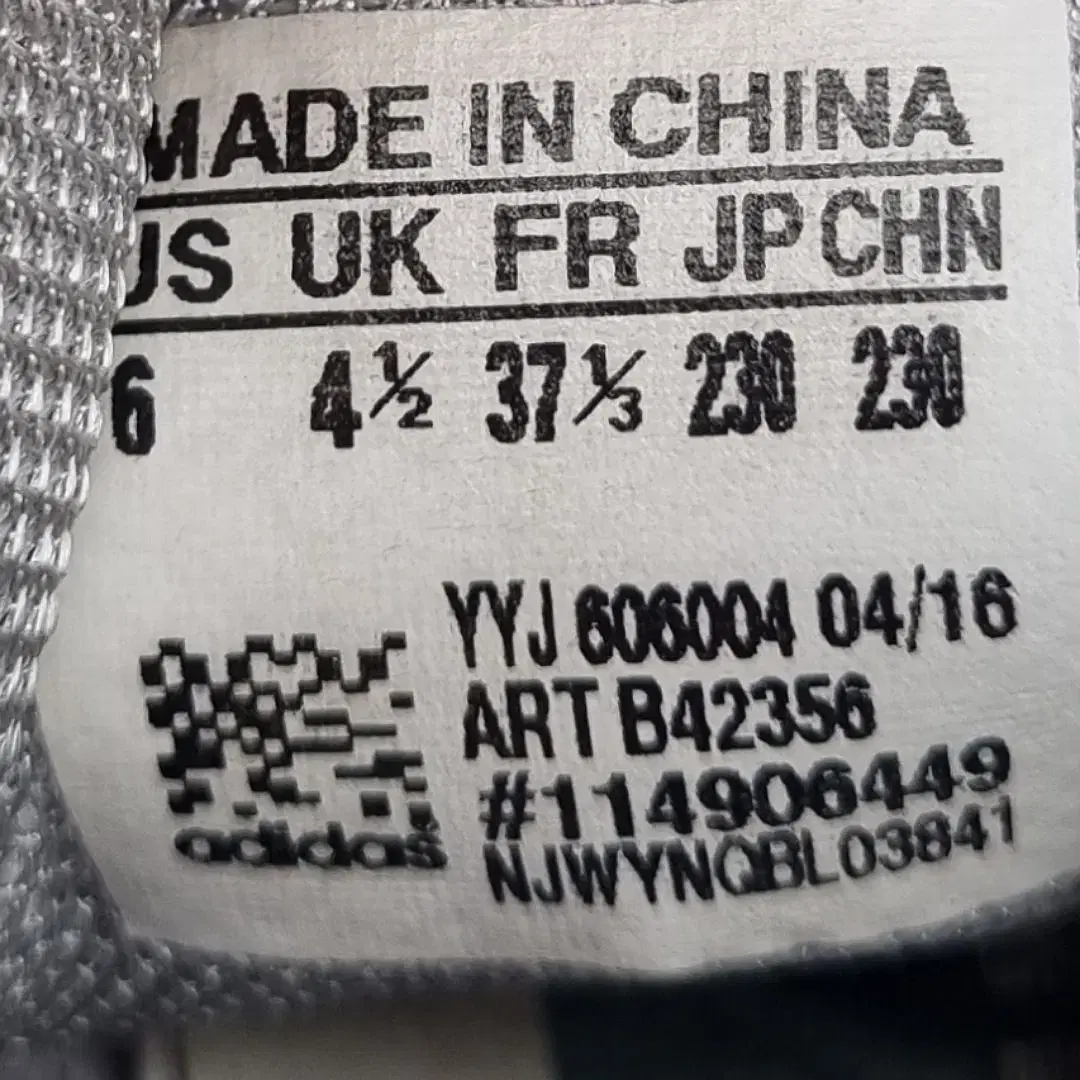 MADE IN CHINA
US UK FR JP CHN
6 4½ 37⅓ 230 230
YYJ 606004 04/16
ART B42356
#114906449
NJWYNQBL03841
adidas